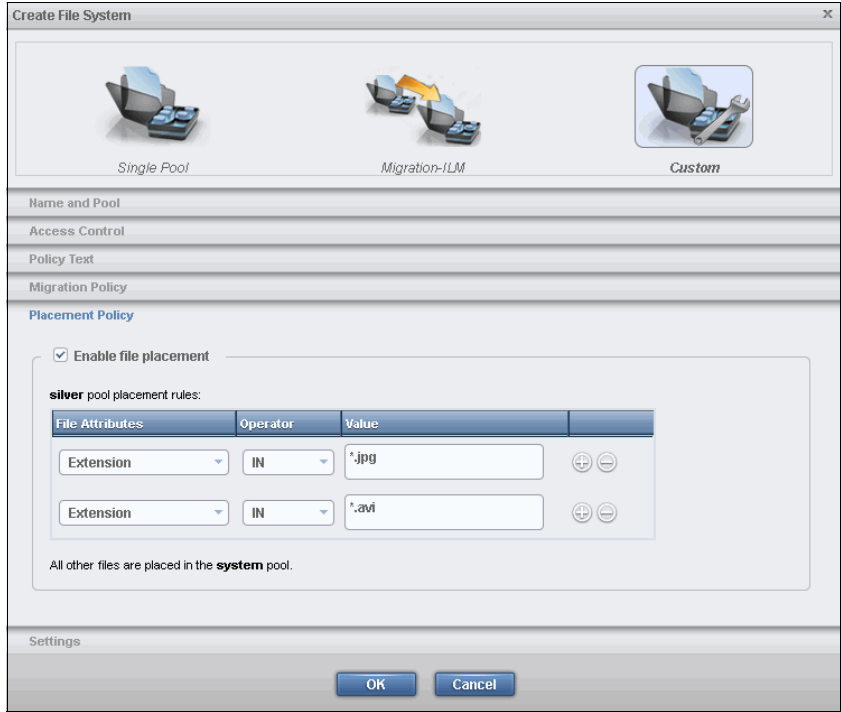 Create File System x
Single Pool Migration-ILM Custom
Name and Pool
Access Control
Policy Text
Migration Policy
Placement Policy
Enable file placement
silver pool placement rules:
File Attributes Operator Value
Extension IN *.jpg
Extension IN *.avi
All other files are placed in the system pool.
Settings
OK Cancel